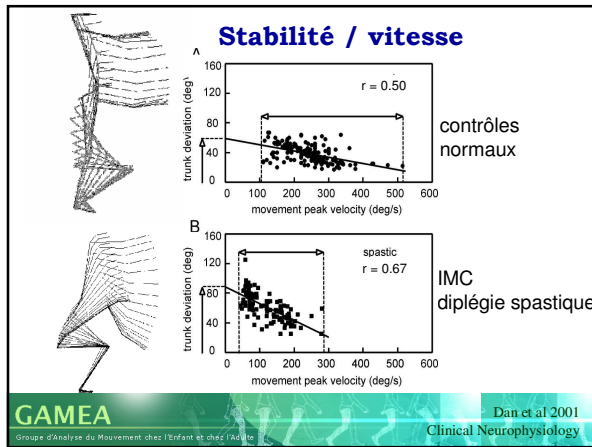 Stabilité / vitesse
A
trunk deviation (deg)
160
120
80
40
0
r = 0.50
0 100 200 300 400 500 600
movement peak velocity (deg/s)
contrôles
normaux
B
trunk deviation (deg)
160
120
80
40
0
spastic
r = 0.67
0 100 200 300 400 500 600
movement peak velocity (deg/s)
IMC
diplégie spastique
GAMEA
Groupe d'Analyse du Mouvement chez l'Enfant et chez l'Adulte
Dan et al 2001
Clinical Neurophysiology